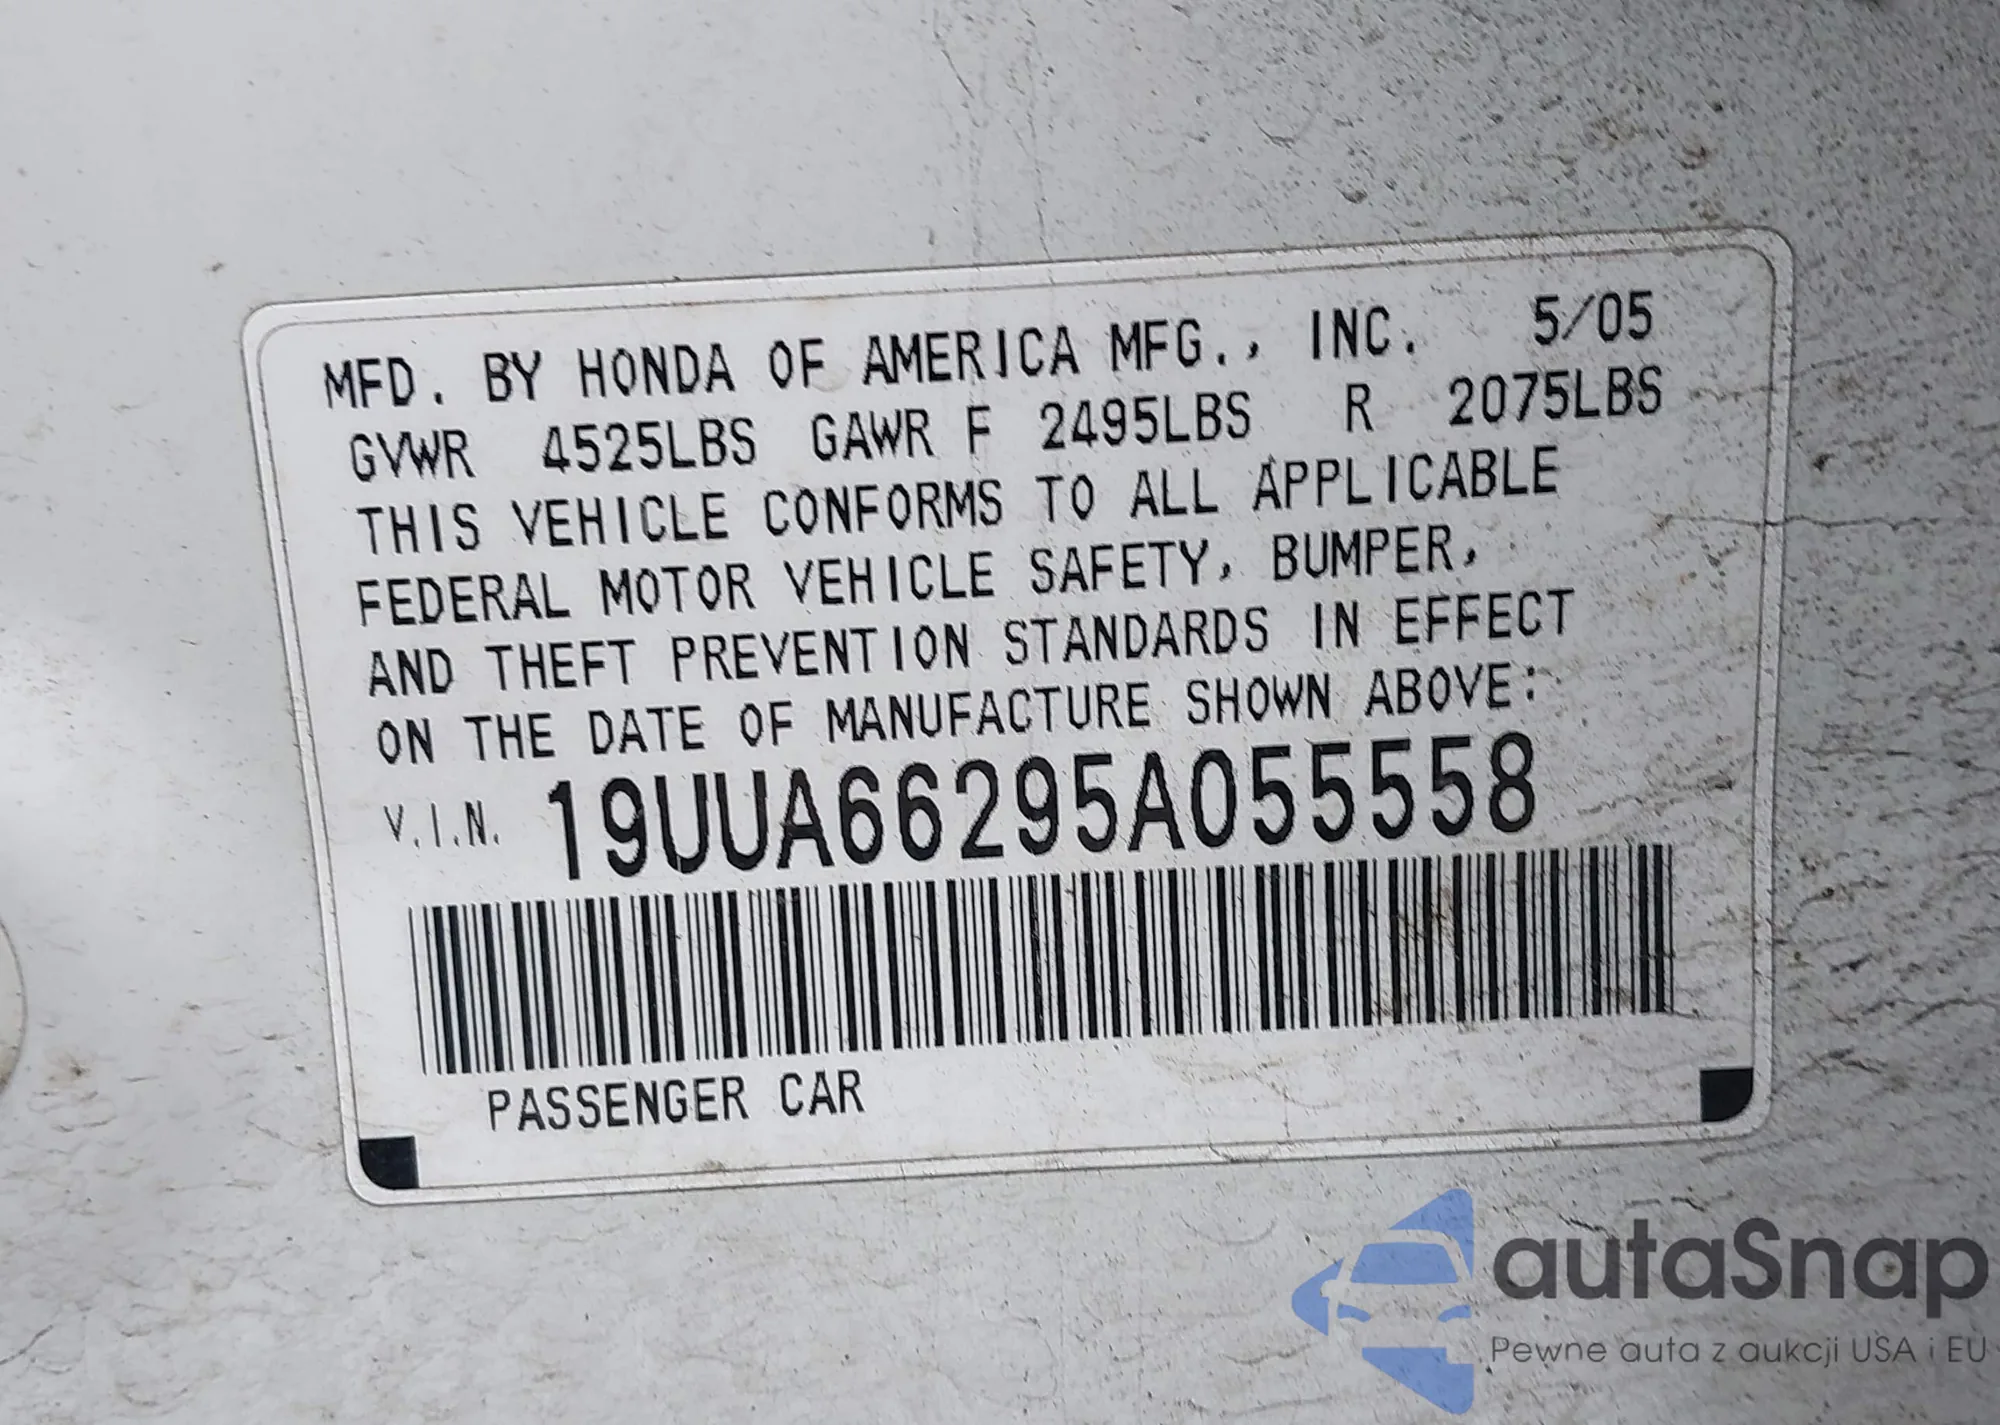 MFD. BY HONDA OF AMERICA MFG., INC. 5/05
GVWR 4525LBS GAWR F 2495LBS R 2075LBS
THIS VEHICLE CONFORMS TO ALL APPLICABLE
FEDERAL MOTOR VEHICLE SAFETY, BUMPER,
AND THEFT PREVENTION STANDARDS IN EFFECT
ON THE DATE OF MANUFACTURE SHOWN ABOVE:
V.I.N. 19UUA66295A055558
PASSENGER CAR
autaSnap
Pewne auta z aukcji USA i EU